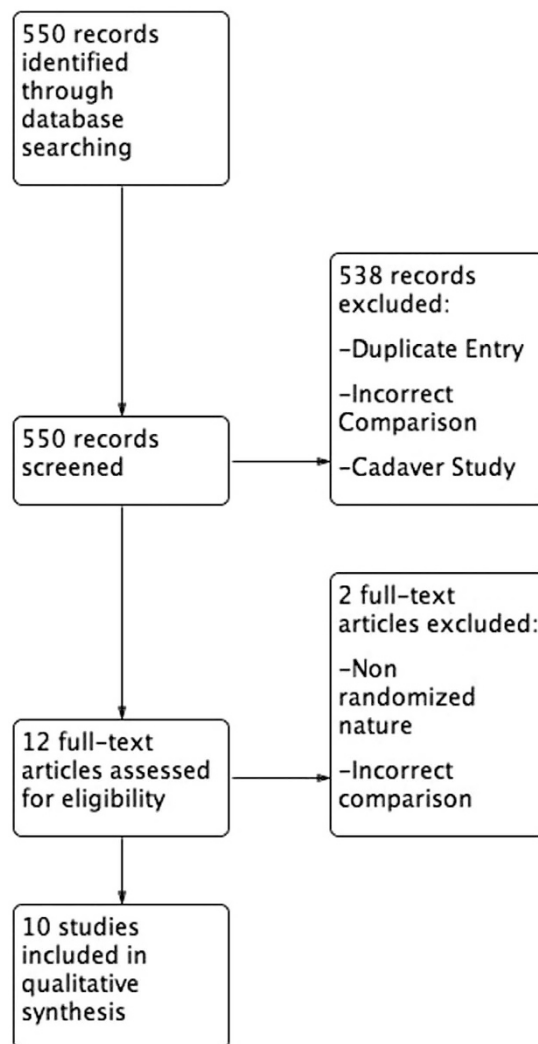 550 records
identified
through
database
searching
538 records
excluded:
–Duplicate Entry
–Incorrect
Comparison
–Cadaver Study
550 records
screened
2 full–text
articles excluded:
–Non
randomized
nature
–Incorrect
comparison
12 full–text
articles assessed
for eligibility
10 studies
included in
qualitative
synthesis